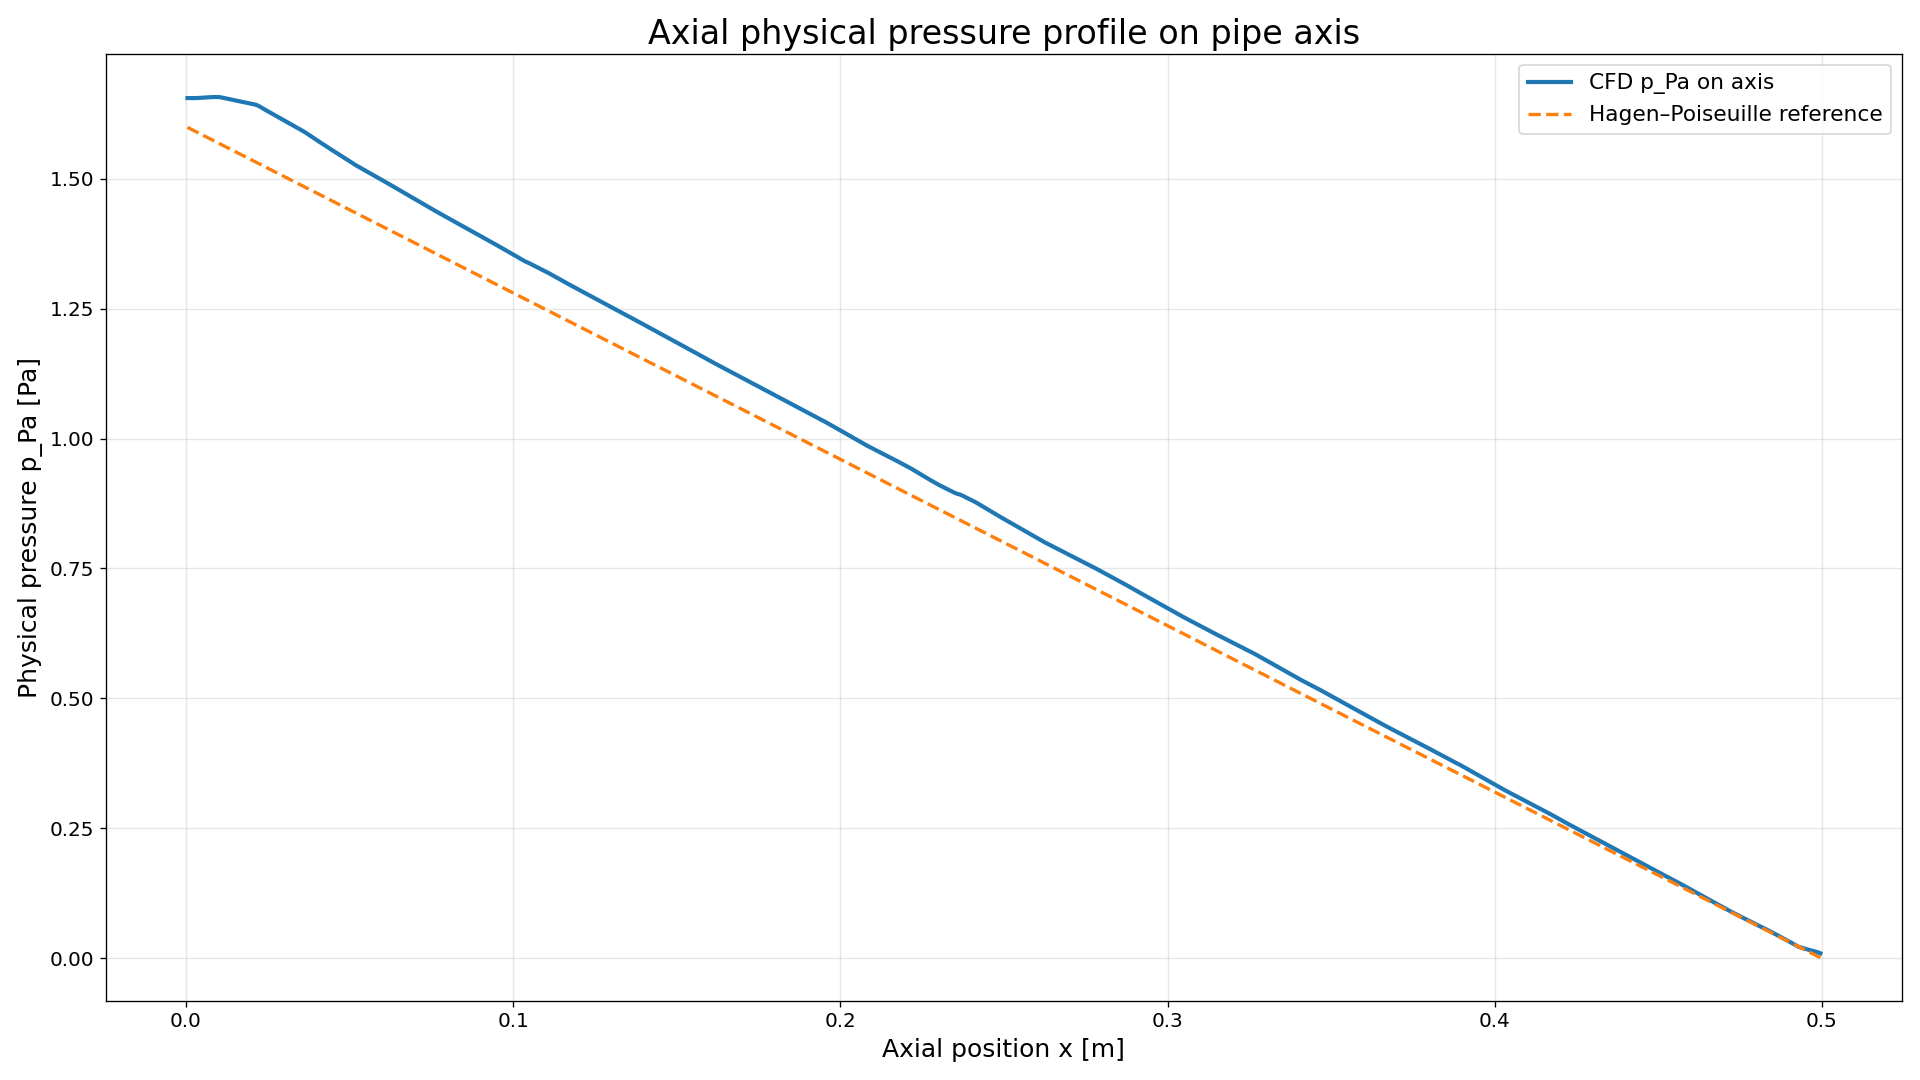 Axial physical pressure profile on pipe axis
CFD p_Pa on axis
Hagen–Poiseuille reference
Physical pressure p_Pa [Pa]
1.50
1.25
1.00
0.75
0.50
0.25
0.00
0.0 0.1 0.2 0.3 0.4 0.5
Axial position x [m]